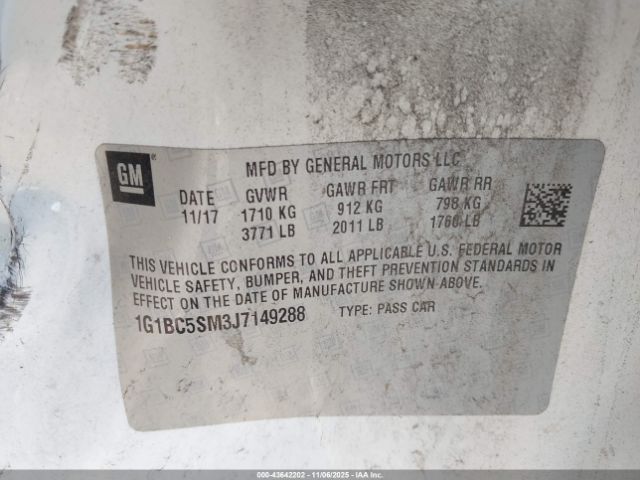 GM®
MFD BY GENERAL MOTORS LLC
DATE GVWR GAWR FRT GAWR RR
11/17 1710 KG 912 KG 798 KG
3771 LB 2011 LB 1760 LB
THIS VEHICLE CONFORMS TO ALL APPLICABLE U.S. FEDERAL MOTOR
VEHICLE SAFETY, BUMPER, AND THEFT PREVENTION STANDARDS IN
EFFECT ON THE DATE OF MANUFACTURE SHOWN ABOVE.
1G1BC5SM3J7149288 TYPE: PASS CAR
000-43642202 - 11/06/2025 - IAAI.COM